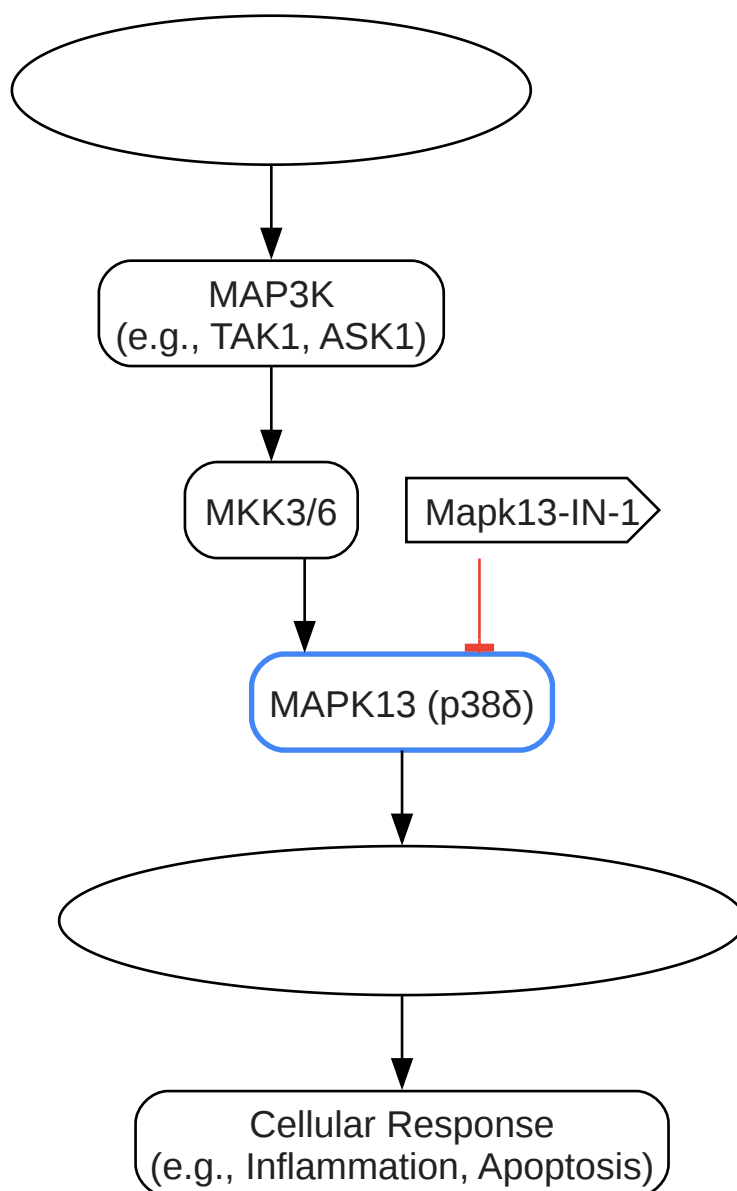 MAP3K
(e.g., TAK1, ASK1)
MKK3/6
Mapk13-IN-1
MAPK13 (p38δ)
Cellular Response
(e.g., Inflammation, Apoptosis)